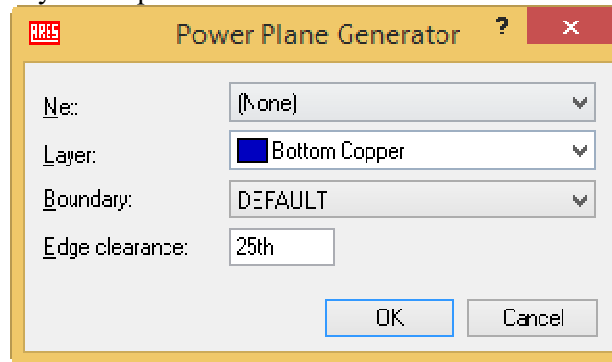 ARES Power Plane Generator ?
Net: (None)
Layer: Bottom Copper
Boundary: DEFAULT
Edge clearance: 25th
OK Cancel